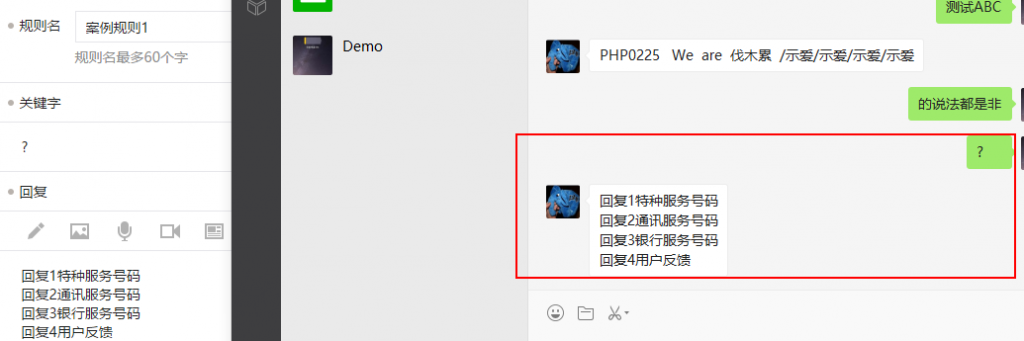 规则名 案例规则1
规则名最多60个字
关键字
?
回复
回复1特种服务号码
回复2通讯服务号码
回复3银行服务号码
回复4用户反馈
Demo
测试ABC
PHP0225 We are 伐木累 /示爱/示爱/示爱/示爱
的说法都是非
?
回复1特种服务号码
回复2通讯服务号码
回复3银行服务号码
回复4用户反馈